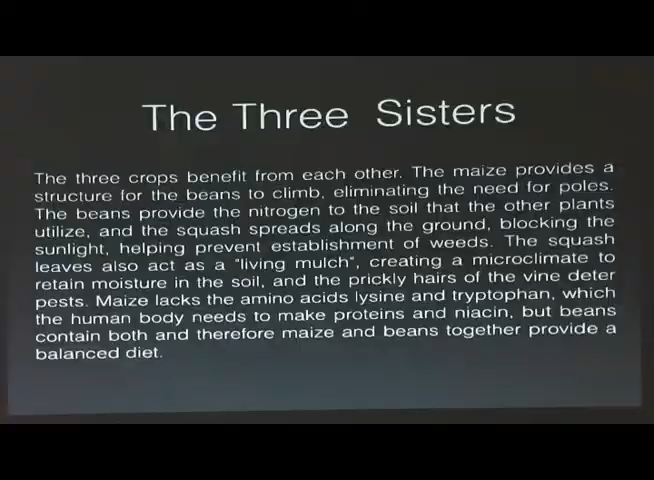 The Three Sisters
The three crops benefit from each other. The maize provides a
structure for the beans to climb, eliminating the need for poles.
The beans provide the nitrogen to the soil that the other plants
utilize, and the squash spreads along the ground, blocking the
sunlight, helping prevent establishment of weeds. The squash
leaves also act as a "living mulch", creating a microclimate to
retain moisture in the soil, and the prickly hairs of the vine deter
pests. Maize lacks the amino acids lysine and tryptophan, which
the human body needs to make proteins and niacin, but beans
contain both and therefore maize and beans together provide a
balanced diet.